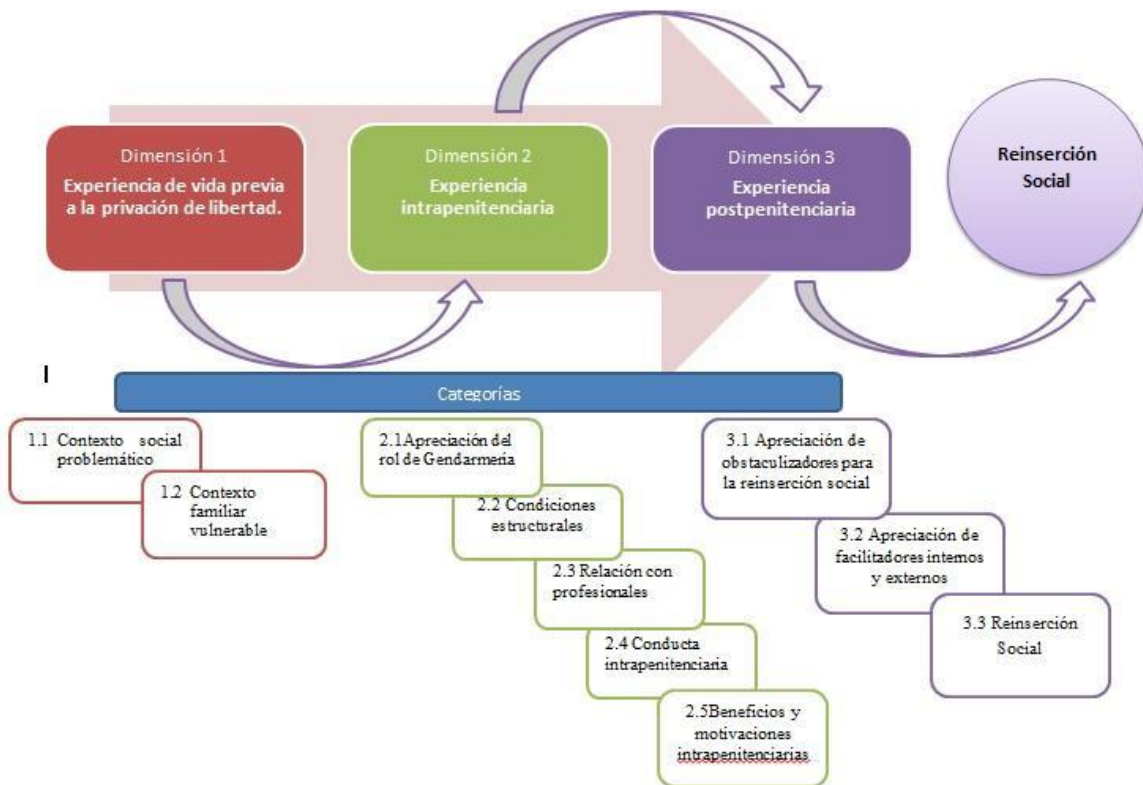 Dimensión 1
Experiencia de vida previa
a la privación de libertad.
Dimensión 2
Experiencia
intrapenitenciaria
Dimensión 3
Experiencia
postpenitenciaria
Reinserción
Social
I
Categorías
1.1 Contexto social
problemático
1.2 Contexto
familiar
vulnerable
2.1Apreciación del
rol de Gendarmería
2.2 Condiciones
estructurales
2.3 Relación con
profesionales
2.4 Conducta
intrapenitenciaria
2.5Beneficios y
motivaciones
intrapenitenciarias
3.1 Apreciación de
obstaculizadores para
la reinserción social
3.2 Apreciación de
facilitadores internos
y externos
3.3 Reinserción
Social